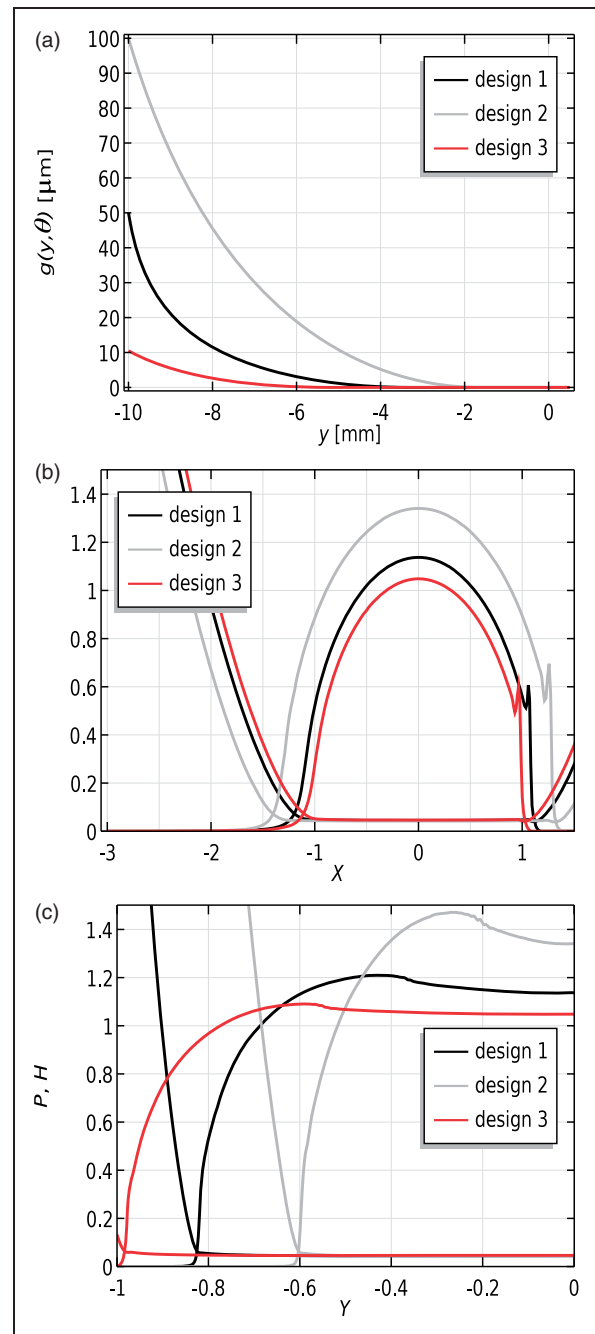 (a)
100
90
80
70
60
50
40
30
20
10
0
g(y,θ) [μm]
design 1
design 2
design 3
-10
-8
-6
-4
-2
0
y [mm]
(b)
1.4
1.2
1
0.8
0.6
0.4
0.2
0
design 1
design 2
design 3
-3
-2
-1
0
1
X
(c)
1.4
1.2
1
0.8
0.6
0.4
0.2
0
P, H
design 1
design 2
design 3
-1
-0.8
-0.6
-0.4
-0.2
0
Y